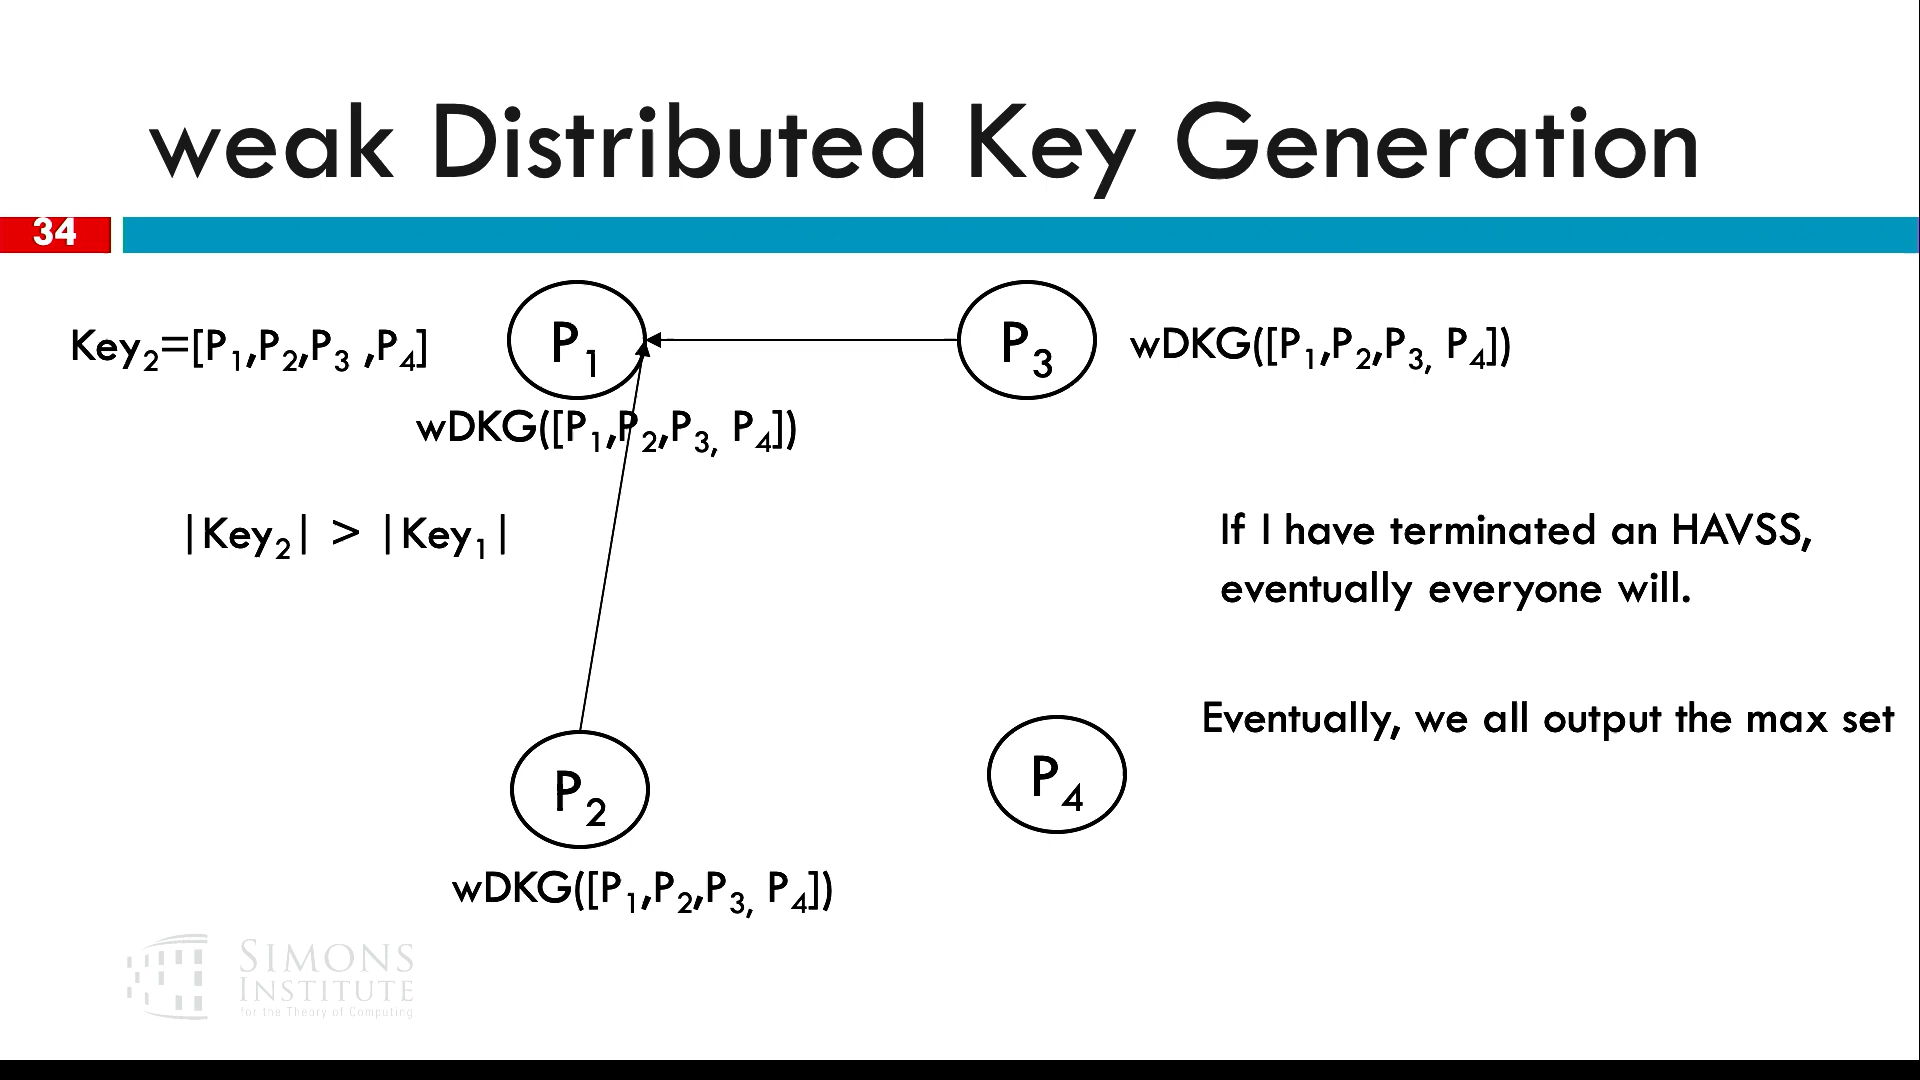 weak Distributed Key Generation
34
Key₂=[P₁,P₂,P₃ ,P₄]
P₁
P₃
wDKG([P₁,P₂,P₃, P₄])
wDKG([P₁,P₂,P₃, P₄])
|Key₂| > |Key₁|
If I have terminated an HAVSS,
eventually everyone will.
Eventually, we all output the max set
P₂
P₄
wDKG([P₁,P₂,P₃, P₄])
SIMONS
INSTITUTE
for the Theory of Computing